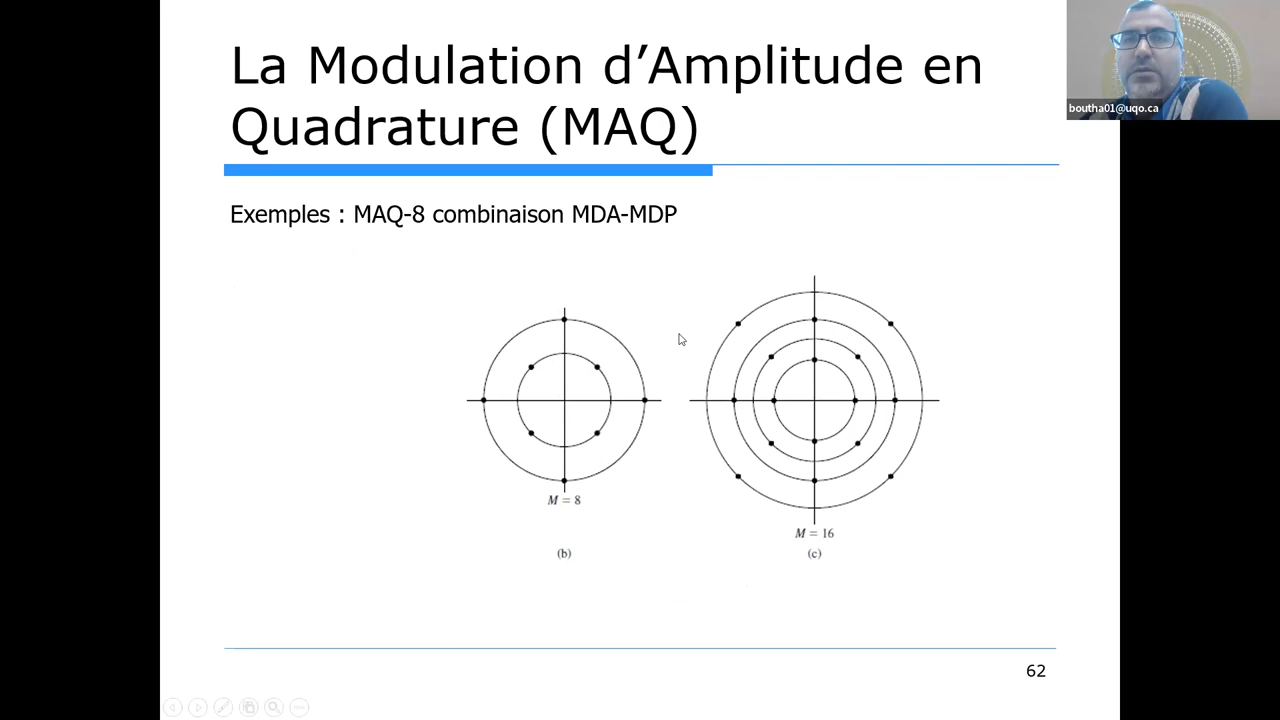 La Modulation d’Amplitude en
Quadrature (MAQ)
boutha01@uqo.ca
Exemples : MAQ-8 combinaison MDA-MDP
M = 8
M = 16
(b)
(c)
62